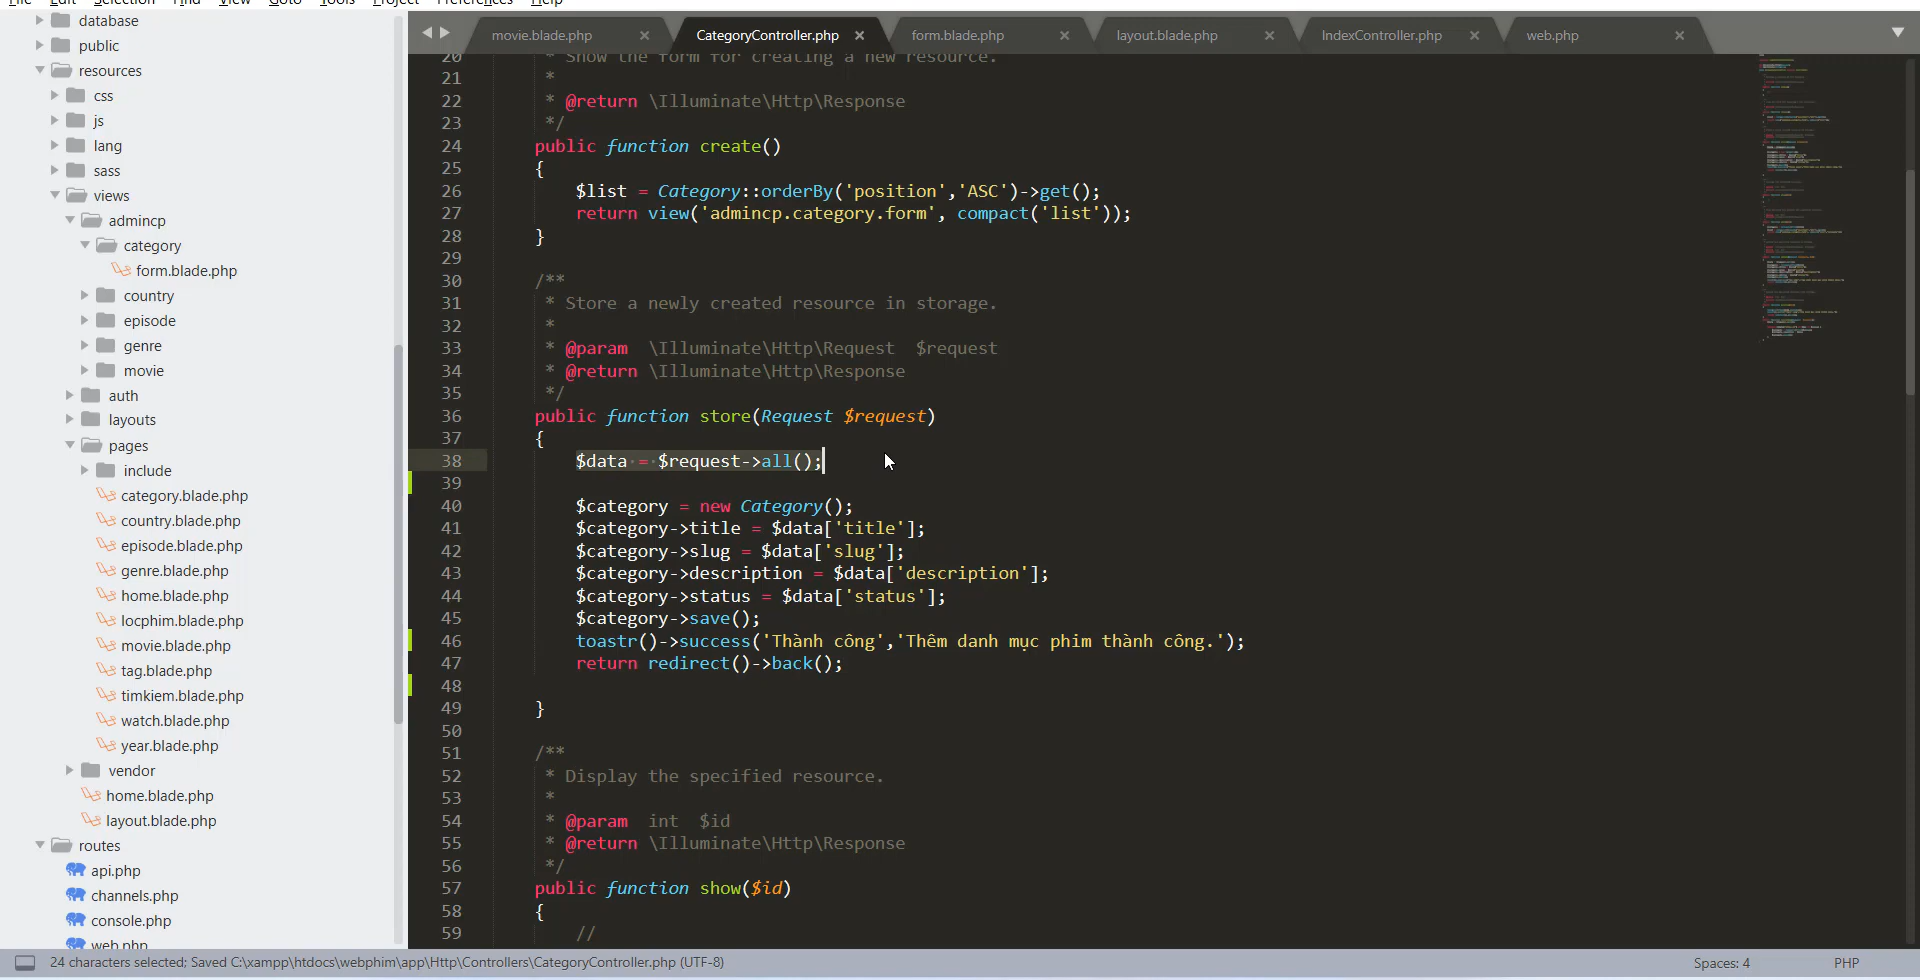 File Edit Selection Find View Goto Tools Project Preferences Help
database
public
resources
css
js
lang
sass
views
admincp
category
form.blade.php
country
episode
genre
movie
auth
layouts
pages
include
category.blade.php
country.blade.php
episode.blade.php
genre.blade.php
home.blade.php
locphim.blade.php
movie.blade.php
tag.blade.php
timkiem.blade.php
watch.blade.php
year.blade.php
vendor
home.blade.php
layout.blade.php
routes
api.php
channels.php
console.php
web.php
movie.blade.php CategoryController.php form.blade.php layout.blade.php IndexController.php web.php
20 * Show the form for creating a new resource.
21 *
22 * @return \Illuminate\Http\Response
23 */
24 public function create()
25 {
26 $list = Category::orderBy('position','ASC')->get();
27 return view('admincp.category.form', compact('list'));
28 }
29
30 /**
31 * Store a newly created resource in storage.
32 *
33 * @param \Illuminate\Http\Request $request
34 * @return \Illuminate\Http\Response
35 */
36 public function store(Request $request)
37 {
38 $data = $request->all();
39
40 $category = new Category();
41 $category->title = $data['title'];
42 $category->slug = $data['slug'];
43 $category->description = $data['description'];
44 $category->status = $data['status'];
45 $category->save();
46 toastr()->success('Thành công','Thêm danh mục phim thành công.');
47 return redirect()->back();
48
49 }
50
51 /**
52 * Display the specified resource.
53 *
54 * @param int $id
55 * @return \Illuminate\Http\Response
56 */
57 public function show($id)
58 {
59 //
24 characters selected; Saved C:\xampp\htdocs\webphim\app\Http\Controllers\CategoryController.php (UTF-8) Spaces: 4 PHP